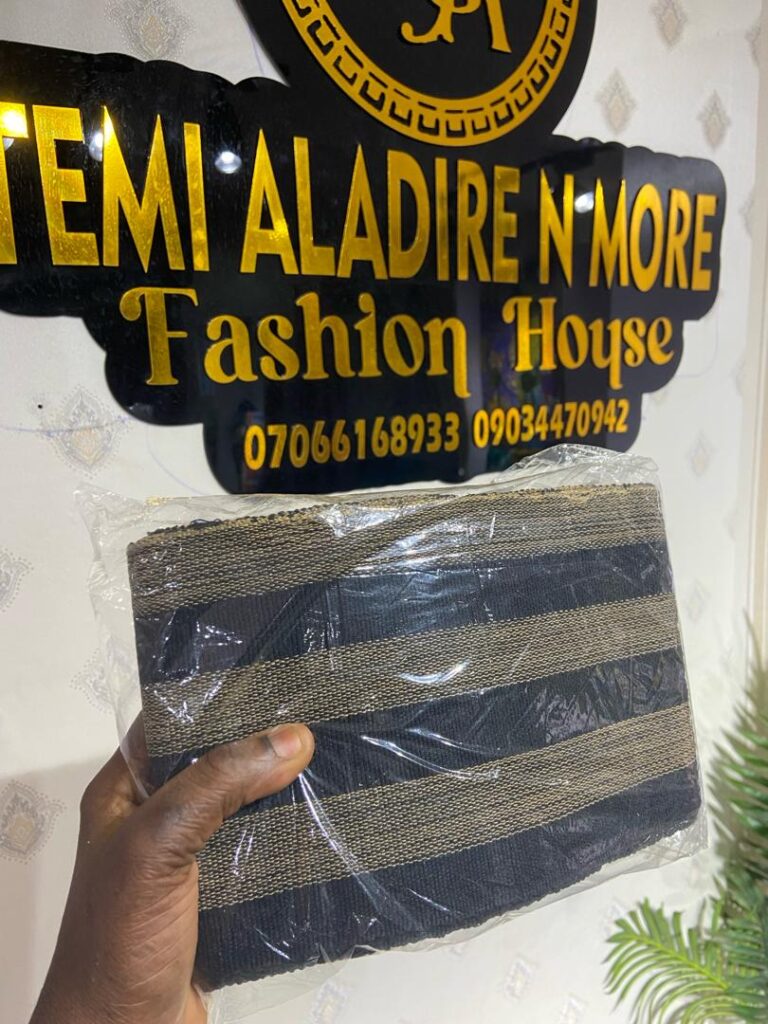 TEMI ALADIRE N MORE
Fashion House
07066168933 09034470942